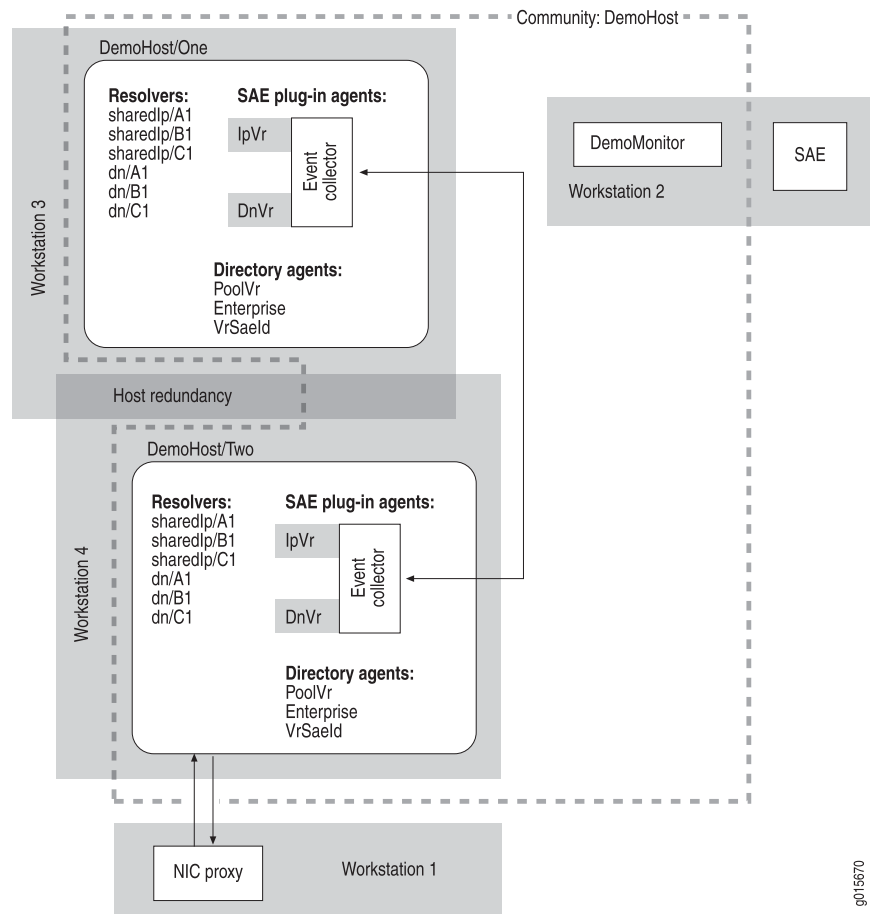 Community: DemoHost
DemoHost/One
Resolvers:
sharedIp/A1
sharedIp/B1
sharedIp/C1
dn/A1
dn/B1
dn/C1
SAE plug-in agents:
IpVr
DnVr
Event
collector
Directory agents:
PoolVr
Enterprise
VrSaeId
Workstation 3
DemoMonitor
Workstation 2
SAE
Host redundancy
DemoHost/Two
Resolvers:
sharedIp/A1
sharedIp/B1
sharedIp/C1
dn/A1
dn/B1
dn/C1
SAE plug-in agents:
IpVr
DnVr
Event
collector
Directory agents:
PoolVr
Enterprise
VrSaeId
Workstation 4
NIC proxy
Workstation 1
g015670